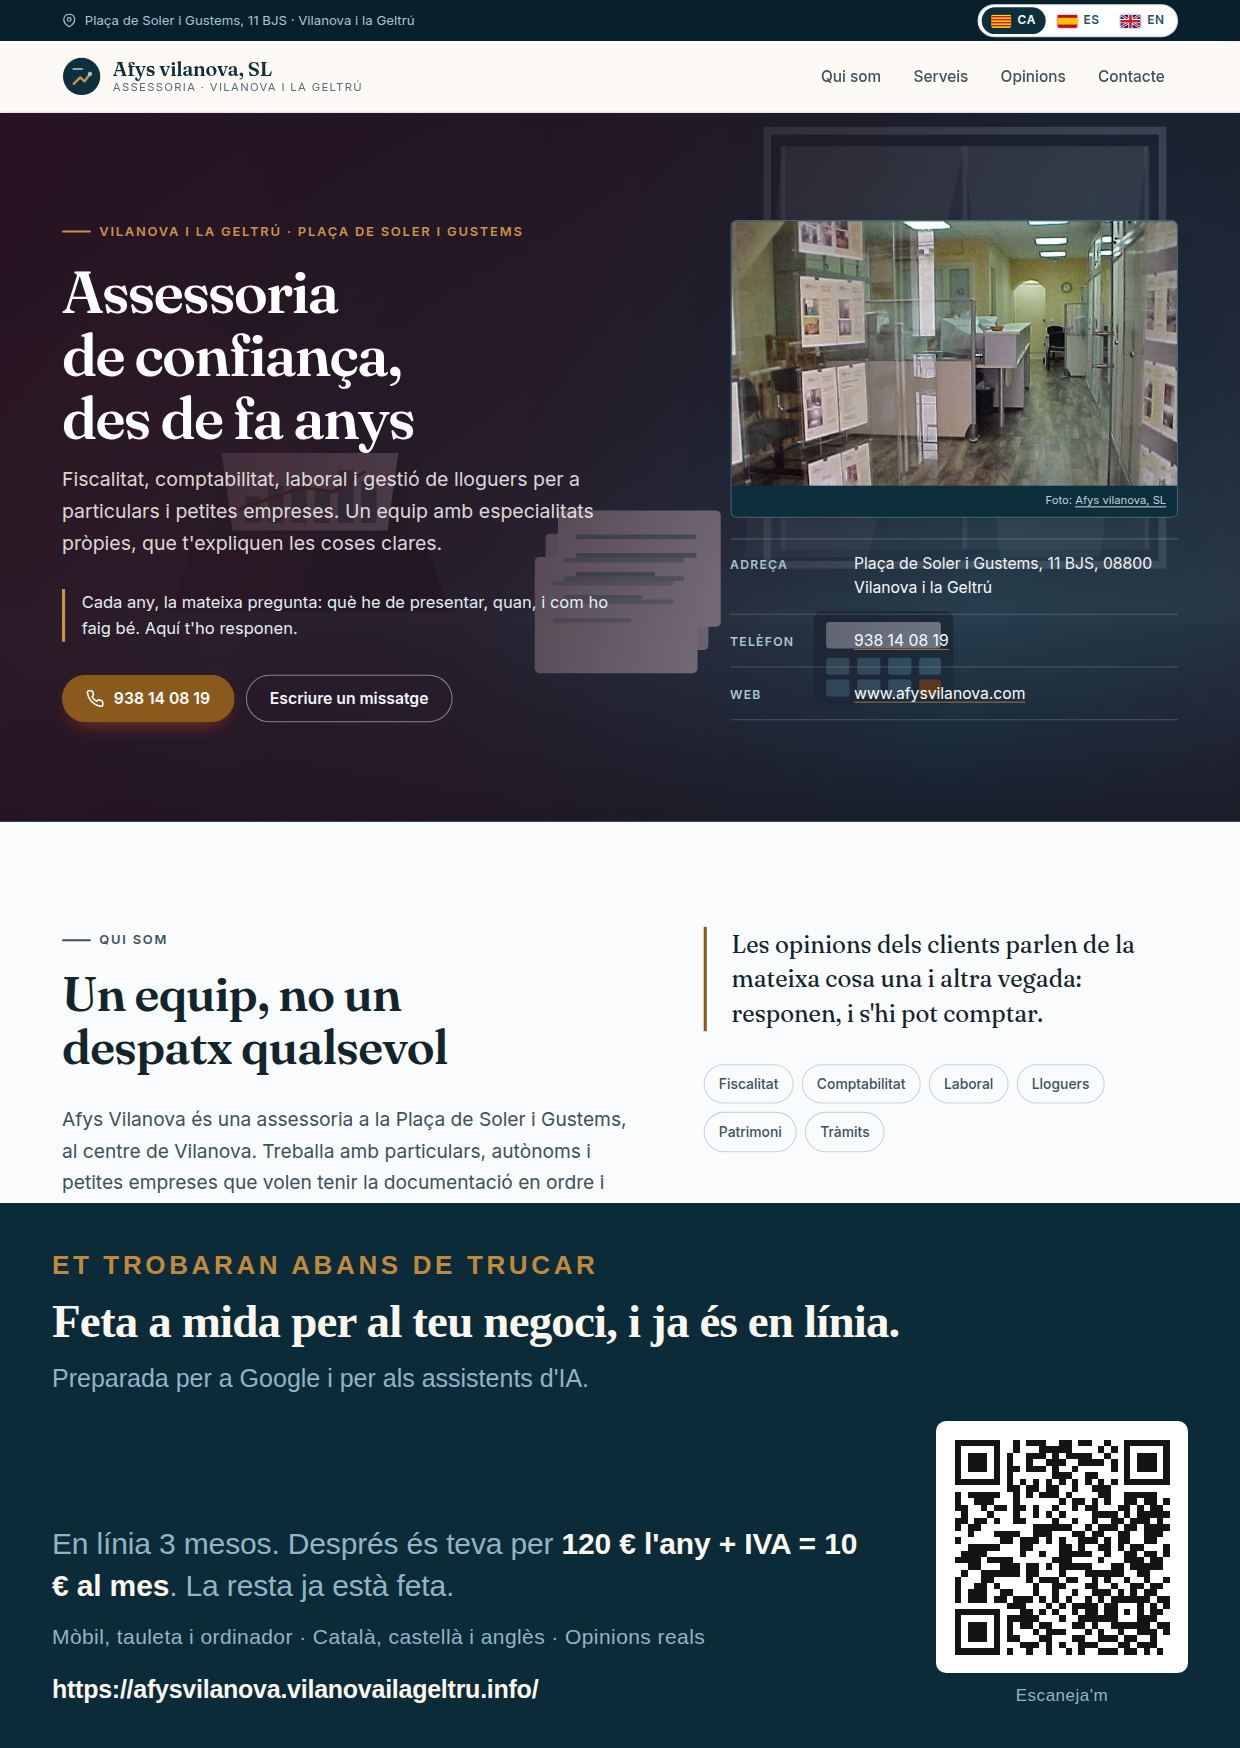 Plaça de Soler i Gustems, 11 BJS · Vilanova i la Geltrú
CA ES EN
Afys vilanova, SL
ASSESSORIA · VILANOVA I LA GELTRÚ
Qui som Serveis Opinions Contacte
VILANOVA I LA GELTRÚ · PLAÇA DE SOLER I GUSTEMS
Assessoria
de confiança,
des de fa anys
Fiscalitat, comptabilitat, laboral i gestió de lloguers per a
particulars i petites empreses. Un equip amb especialitats
pròpies, que t'expliquen les coses clares.
Cada any, la mateixa pregunta: què he de presentar, quan, i com ho
faig bé. Aquí t'ho responen.
938 14 08 19
Escriure un missatge
Foto: Afys vilanova, SL
ADREÇA Plaça de Soler i Gustems, 11 BJS, 08800
Vilanova i la Geltrú
TELÈFON 938 14 08 19
WEB www.afysvilanova.com
QUI SOM
Un equip, no un
despatx qualsevol
Afys Vilanova és una assessoria a la Plaça de Soler i Gustems,
al centre de Vilanova. Treballa amb particulars, autònoms i
petites empreses que volen tenir la documentació en ordre i
Les opinions dels clients parlen de la
mateixa cosa una i altra vegada:
responen, i s'hi pot comptar.
Fiscalitat Comptabilitat Laboral Lloguers
Patrimoni Tràmits
ET TROBARAN ABANS DE TRUCAR
Feta a mida per al teu negoci, i ja és en línia.
Preparada per a Google i per als assistents d'IA.
En línia 3 mesos. Després és teva per 120 € l'any + IVA = 10
€ al mes. La resta ja està feta.
Mòbil, tauleta i ordinador · Català, castellà i anglès · Opinions reals
https://afysvilanova.vilanovailageltru.info/
Escaneja'm